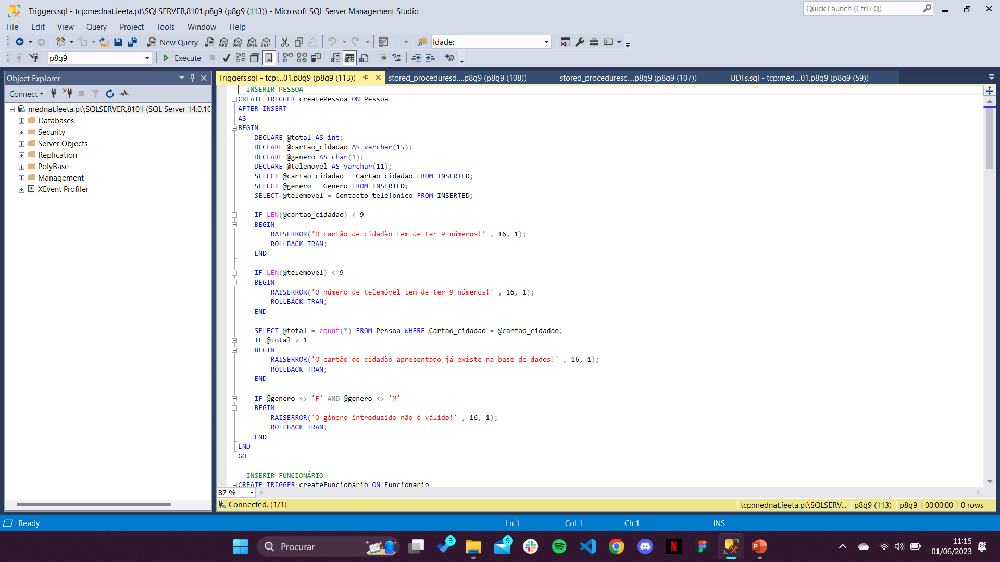 Triggers.sql - tcp:mednat.ieeta.pt\SQLSERVER,8101.p8g9 (p8g9 (113)) - Microsoft SQL Server Management Studio
Quick Launch (Ctrl+Q)
File Edit View Query Project Tools Window Help
New Query MDX DMX XMLA DAX Idade:
p8g9 Execute
Object Explorer
Triggers.sql - tcp:...01.p8g9 (p8g9 (113)) stored_proceduresd....p8g9 (p8g9 (108)) stored_proceduresc....p8g9 (p8g9 (107)) UDFs.sql - tcp:med...01.p8g9 (p8g9 (59))
Connect
mednat.ieeta.pt\SQLSERVER,8101 (SQL Server 14.0.10
Databases
Security
Server Objects
Replication
PolyBase
Management
XEvent Profiler
--INSERIR PESSOA -----------------------------------
CREATE TRIGGER createPessoa ON Pessoa
AFTER INSERT
AS
BEGIN
DECLARE @total AS int;
DECLARE @cartao_cidadao AS varchar(15);
DECLARE @genero AS char(1);
DECLARE @telemovel AS varchar(11);
SELECT @cartao_cidadao = Cartao_cidadao FROM INSERTED;
SELECT @genero = Genero FROM INSERTED;
SELECT @telemovel = Contacto_telefonico FROM INSERTED;
IF LEN(@cartao_cidadao) < 9
BEGIN
RAISERROR('O cartão de cidadão tem de ter 9 números!' , 16, 1);
ROLLBACK TRAN;
END
IF LEN(@telemovel) < 9
BEGIN
RAISERROR('O número de telemóvel tem de ter 9 números!' , 16, 1);
ROLLBACK TRAN;
END
SELECT @total = count(*) FROM Pessoa WHERE Cartao_cidadao = @cartao_cidadao;
IF @total > 1
BEGIN
RAISERROR('O cartão de cidadão apresentado já existe na base de dados!' , 16, 1);
ROLLBACK TRAN;
END
IF @genero <> 'F' AND @genero <> 'M'
BEGIN
RAISERROR('O género introduzido não é válido!' , 16, 1);
ROLLBACK TRAN;
END
END
GO
--INSERIR FUNCIONÁRIO -----------------------------------
CREATE TRIGGER createFuncionario ON Funcionario
87 %
Connected. (1/1) tcp:mednat.ieeta.pt\SQLSERV... p8g9 (113) p8g9 00:00:00 0 rows
Ready Ln 1 Col 1 Ch 1 INS
Procurar 3 9
11:15
01/06/2023